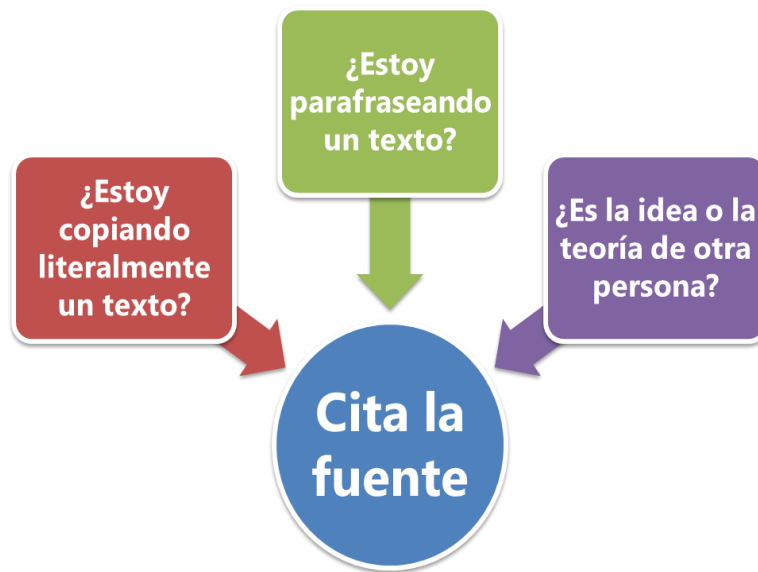 ¿Estoy
parafraseando
un texto?
¿Estoy
copiando
literalmente
un texto?
¿Es la idea o la
teoría de otra
persona?
Cita la
fuente